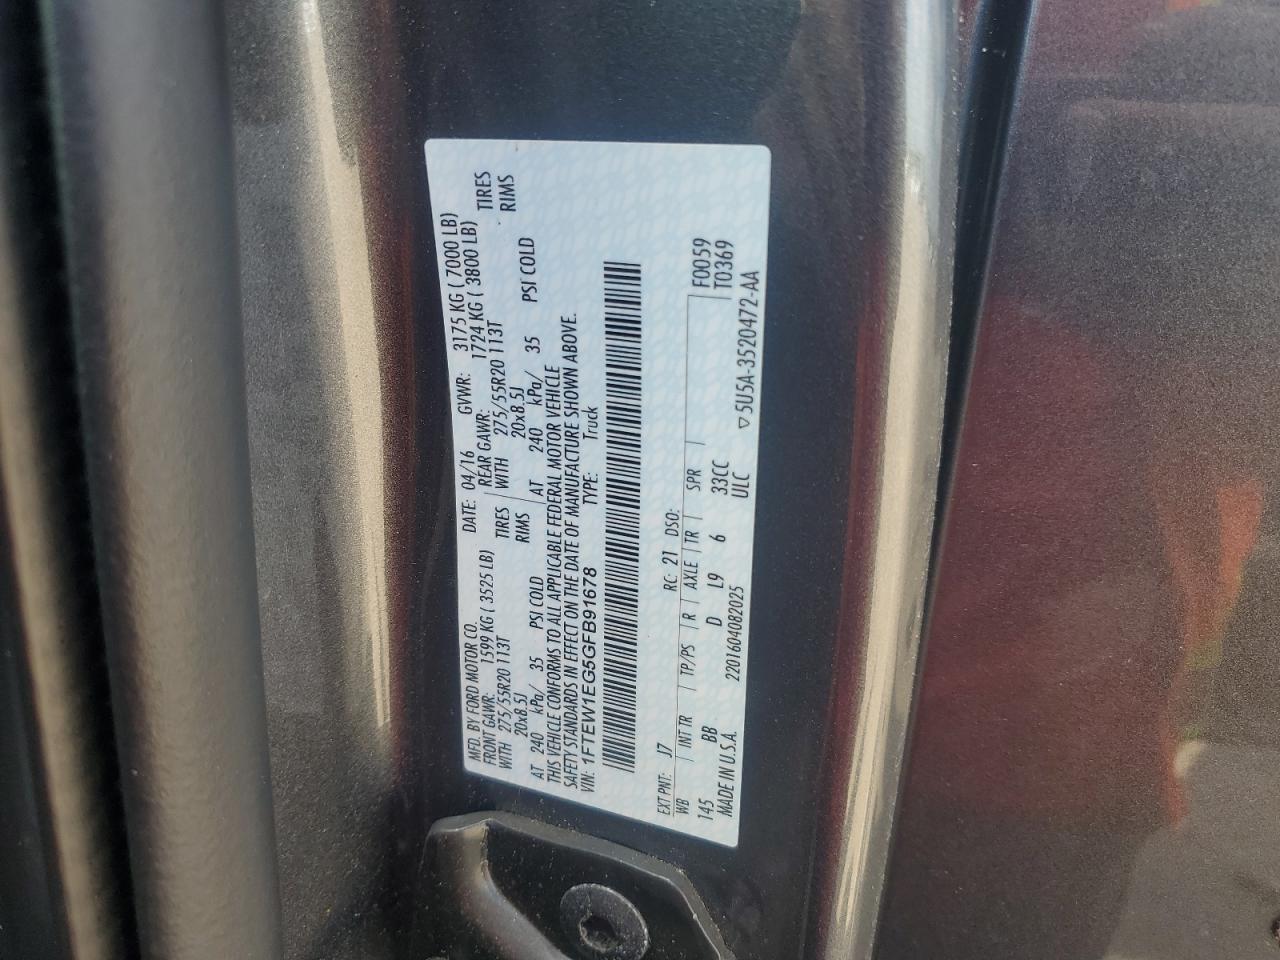 MFD. BY FORD MOTOR CO.
DATE: 04/16 GVWR: 3175 KG ( 7000 LB)
FRONT GAWR: 1599 KG ( 3525 LB) REAR GAWR: 1724 KG ( 3800 LB)
WITH 275/55R20 113T TIRES WITH 275/55R20 113T TIRES
20x8.5J RIMS 20x8.5J RIMS
AT 240 kPa/ 35 PSI COLD AT 240 kPa/ 35 PSI COLD
THIS VEHICLE CONFORMS TO ALL APPLICABLE FEDERAL MOTOR VEHICLE
SAFETY STANDARDS IN EFFECT ON THE DATE OF MANUFACTURE SHOWN ABOVE.
VIN: 1FTEW1EG5GFB91678 TYPE: Truck
EXT PNT: J7 RC: 21 DSO: F0059
WB INT TR TP/PS R AXLE TR SPR T0369
145 BB D L9 6 33CC
MADE IN U.S.A. 2201604082025 ULC ▽5U5A-3520472-AA